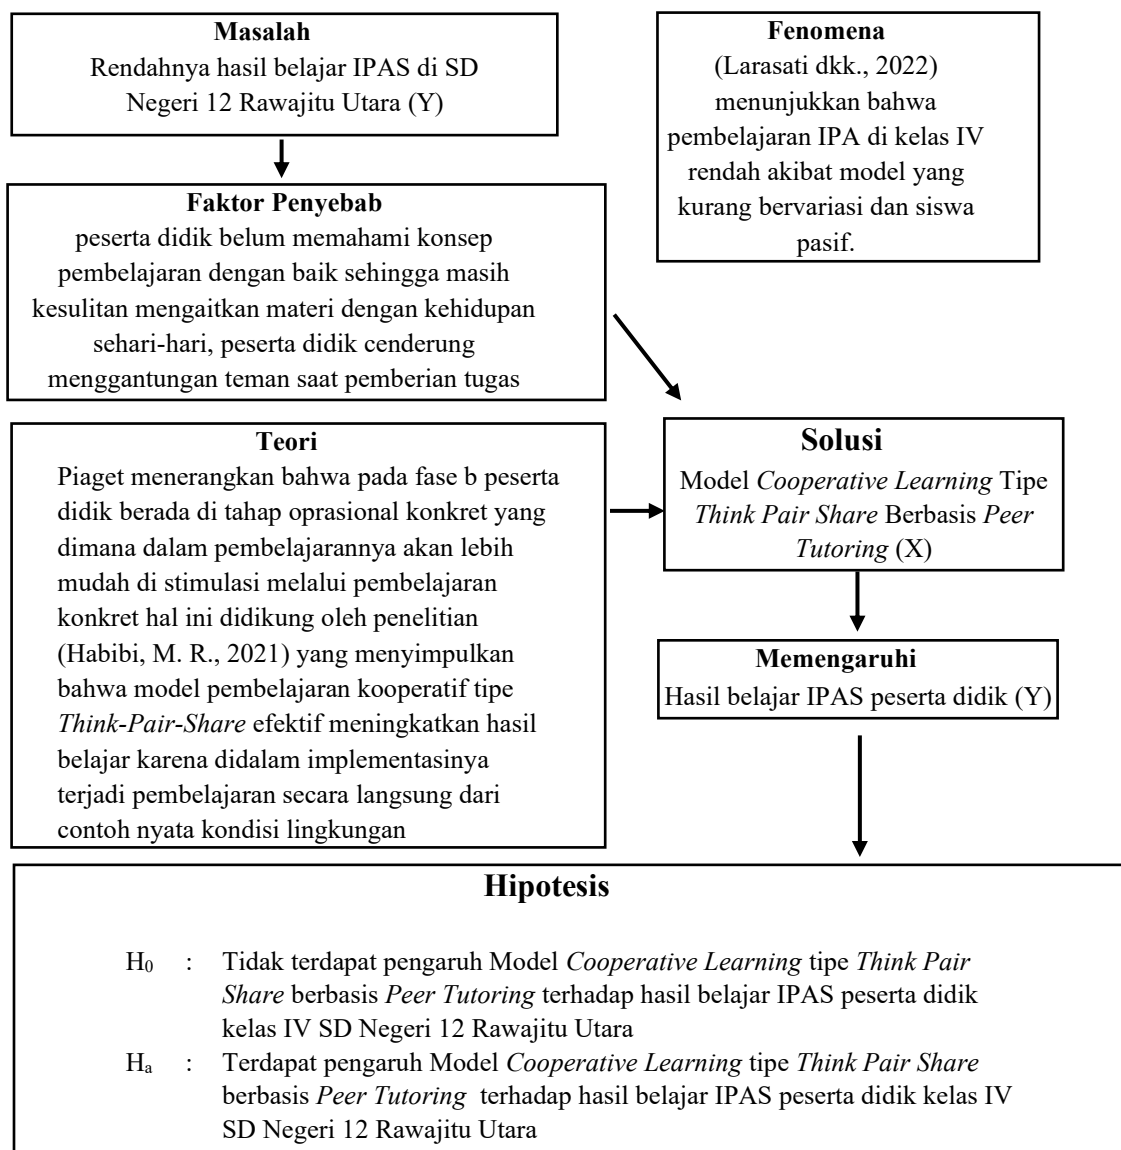 Masalah
Rendahnya hasil belajar IPAS di SD
Negeri 12 Rawajitu Utara (Y)
Fenomena
(Larasati dkk., 2022)
menunjukkan bahwa
pembelajaran IPA di kelas IV
rendah akibat model yang
kurang bervariasi dan siswa
pasif.
Faktor Penyebab
peserta didik belum memahami konsep
pembelajaran dengan baik sehingga masih
kesulitan mengaitkan materi dengan kehidupan
sehari-hari, peserta didik cenderung
menggantungan teman saat pemberian tugas
Teori
Piaget menerangkan bahwa pada fase b peserta
didik berada di tahap oprasional konkret yang
dimana dalam pembelajarannya akan lebih
mudah di stimulasi melalui pembelajaran
konkret hal ini didikung oleh penelitian
(Habibi, M. R., 2021) yang menyimpulkan
bahwa model pembelajaran kooperatif tipe
Think-Pair-Share efektif meningkatkan hasil
belajar karena didalam implementasinya
terjadi pembelajaran secara langsung dari
contoh nyata kondisi lingkungan
Solusi
Model Cooperative Learning Tipe
Think Pair Share Berbasis Peer
Tutoring (X)
Memengaruhi
Hasil belajar IPAS peserta didik (Y)
Hipotesis
H₀ : Tidak terdapat pengaruh Model Cooperative Learning tipe Think Pair
Share berbasis Peer Tutoring terhadap hasil belajar IPAS peserta didik
kelas IV SD Negeri 12 Rawajitu Utara
Hₐ : Terdapat pengaruh Model Cooperative Learning tipe Think Pair Share
berbasis Peer Tutoring terhadap hasil belajar IPAS peserta didik kelas IV
SD Negeri 12 Rawajitu Utara